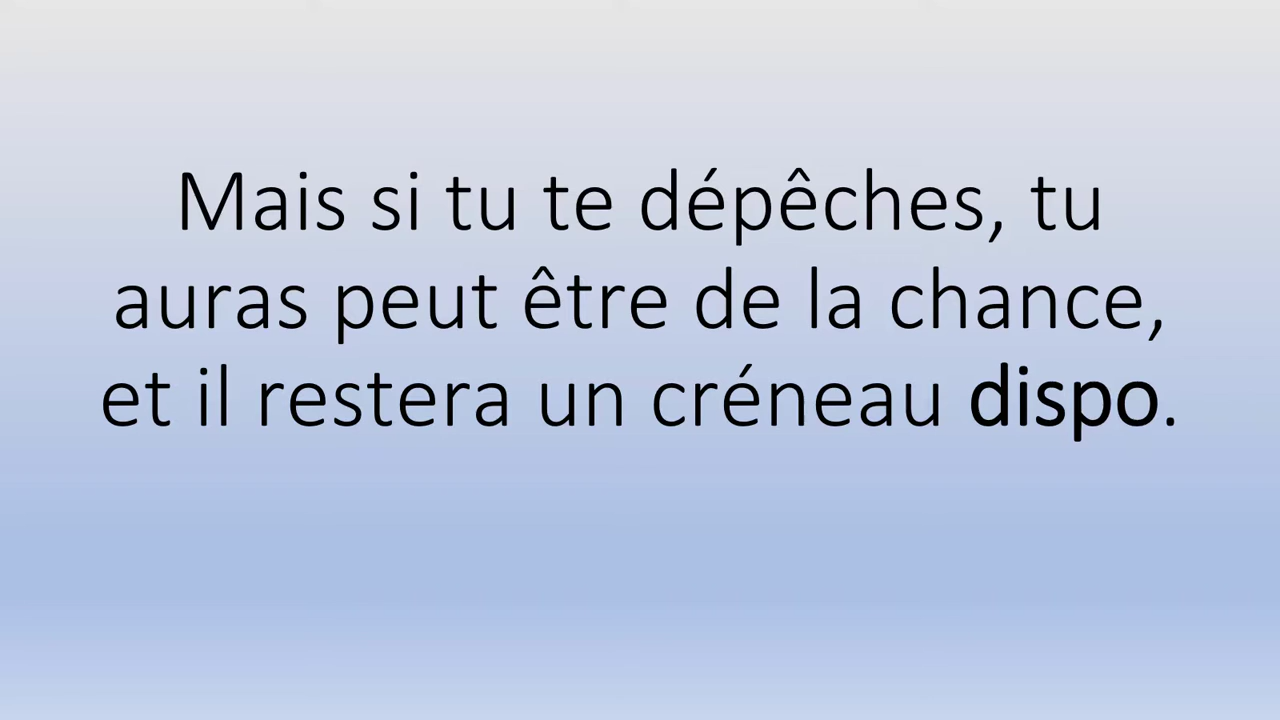 Mais si tu te dépêches, tu
auras peut être de la chance,
et il restera un créneau dispo.